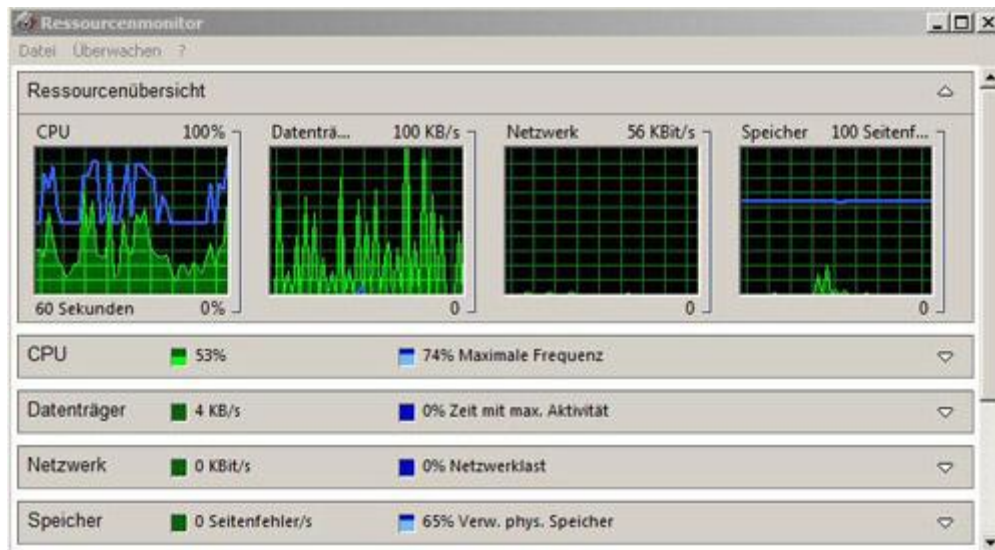 Ressourcenmonitor
Datei Überwachen ?
Ressourcenübersicht
CPU 100% Datenträ... 100 KB/s Netzwerk 56 KBit/s Speicher 100 Seitenf...
60 Sekunden 0% 0 0 0
CPU 53% 74% Maximale Frequenz
Datenträger 4 KB/s 0% Zeit mit max. Aktivität
Netzwerk 0 KBit/s 0% Netzwerklast
Speicher 0 Seitenfehler/s 65% Verw. phys. Speicher